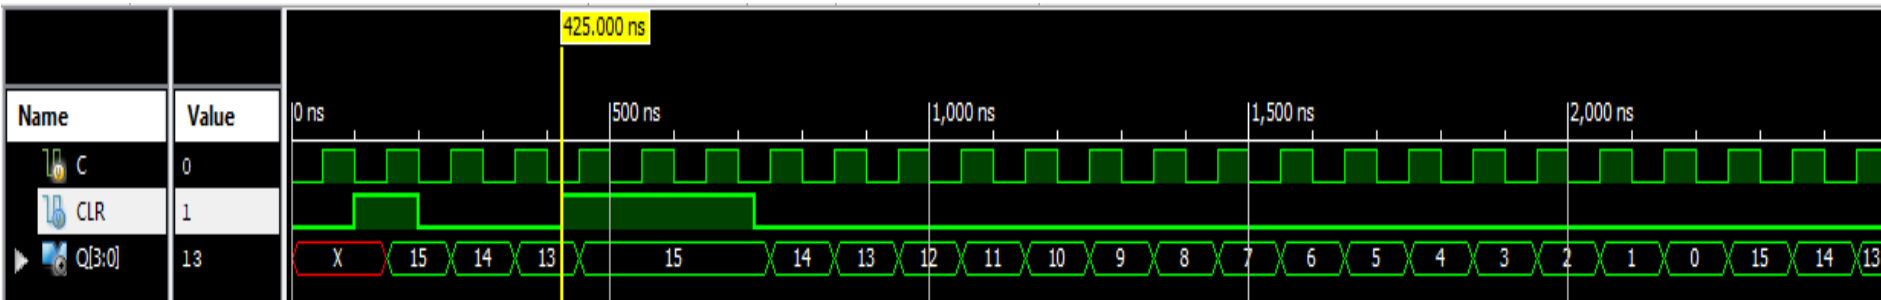 425.000 ns
Name Value 0 ns 500 ns 1,000 ns 1,500 ns 2,000 ns
C 0
CLR 1
Q[3:0] 13 X 15 14 13 15 14 13 12 11 10 9 8 7 6 5 4 3 2 1 0 15 14 13